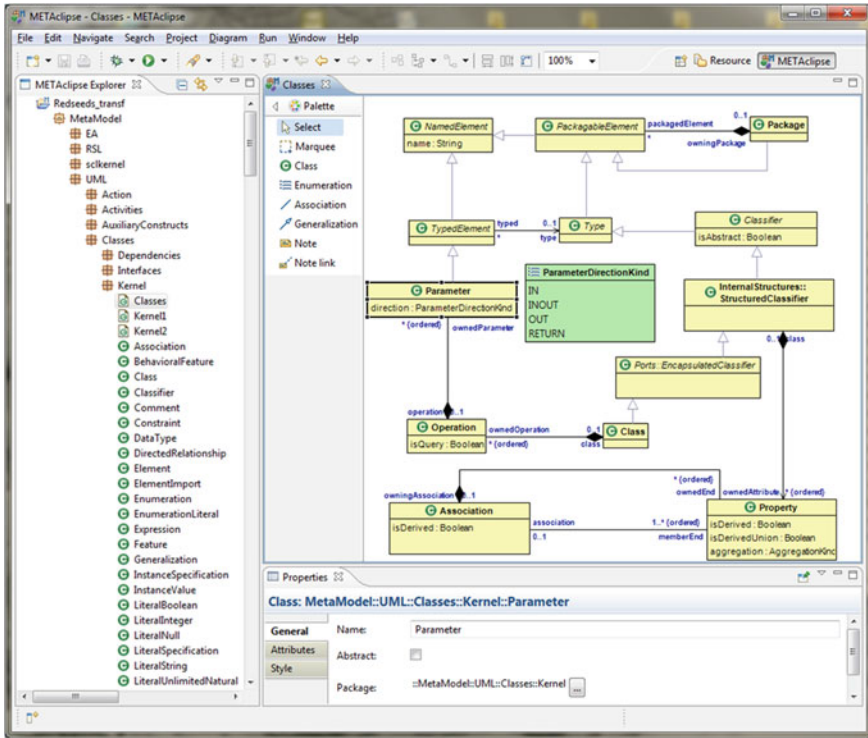 METAclipse - Classes - METAclipse
File Edit Navigate Search Project Diagram Run Window Help
100%
Resource
METAclipse
METAclipse Explorer
Redseeds_transf
MetaModel
EA
RSL
sclkernel
UML
Action
Activities
AuxiliaryConstructs
Classes
Dependencies
Interfaces
Kernel
Classes
Kernel1
Kernel2
Association
BehavioralFeature
Class
Classifier
Comment
Constraint
DataType
DirectedRelationship
Element
ElementImport
Enumeration
EnumerationLiteral
Expression
Feature
Generalization
InstanceSpecification
InstanceValue
LiteralBoolean
LiteralInteger
LiteralNull
LiteralSpecification
LiteralString
LiteralUnlimitedNatural
Classes
Palette
Select
Marquee
Class
Enumeration
Association
Generalization
Note
Note link
NamedElement
name : String
PackagableElement
packagedElement
*
0..1
owningPackage
Package
TypedElement
typed
*
0..1
type
Type
Classifier
isAbstract : Boolean
Parameter
direction : ParameterDirectionKind
* (ordered)
ownedParameter
ParameterDirectionKind
IN
INOUT
OUT
RETURN
InternalStructures::
StructuredClassifier
0..1
class
Ports::EncapsulatedClassifier
operation
0..1
Operation
isQuery : Boolean
ownedOperation
* (ordered)
0..1
class
Class
* (ordered)
ownedEnd
ownedAttribute
* (ordered)
owningAssociation
0..1
Association
isDerived : Boolean
association
0..1
1..* (ordered)
memberEnd
Property
isDerived : Boolean
isDerivedUnion : Boolean
aggregation : AggregationKind
Properties
Class: MetaModel::UML::Classes::Kernel::Parameter
General
Attributes
Style
Name:
Parameter
Abstract:
Package:
::MetaModel::UML::Classes::Kernel
...